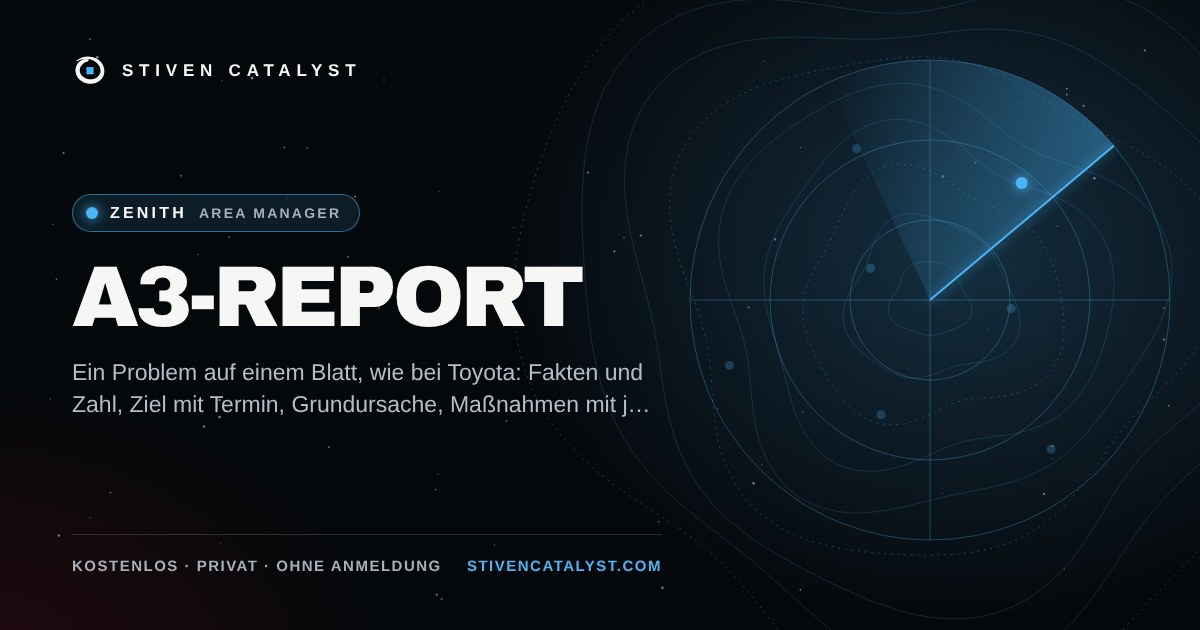 STIVEN CATALYST
ZENITH AREA MANAGER
A3-REPORT
Ein Problem auf einem Blatt, wie bei Toyota: Fakten und
Zahl, Ziel mit Termin, Grundursache, Maßnahmen mit j…
KOSTENLOS · PRIVAT · OHNE ANMELDUNG STIVENCATALYST.COM